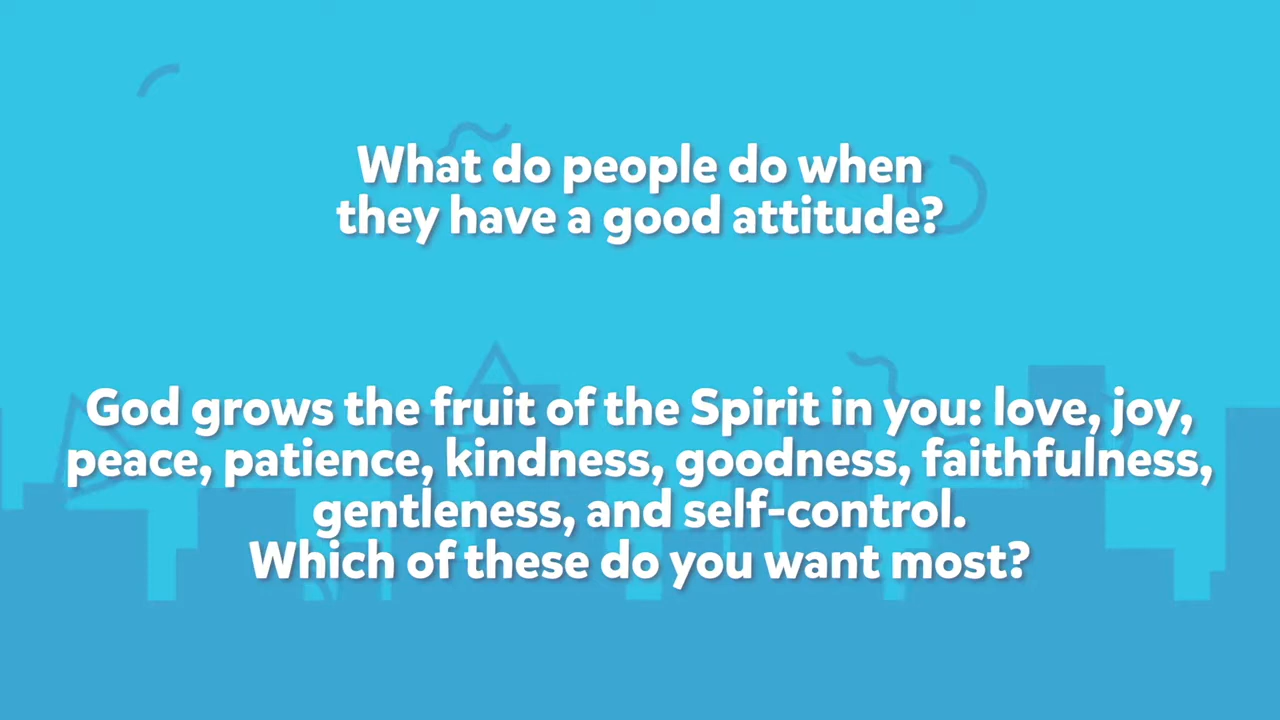 What do people do when
they have a good attitude?
God grows the fruit of the Spirit in you: love, joy,
peace, patience, kindness, goodness, faithfulness,
gentleness, and self-control.
Which of these do you want most?